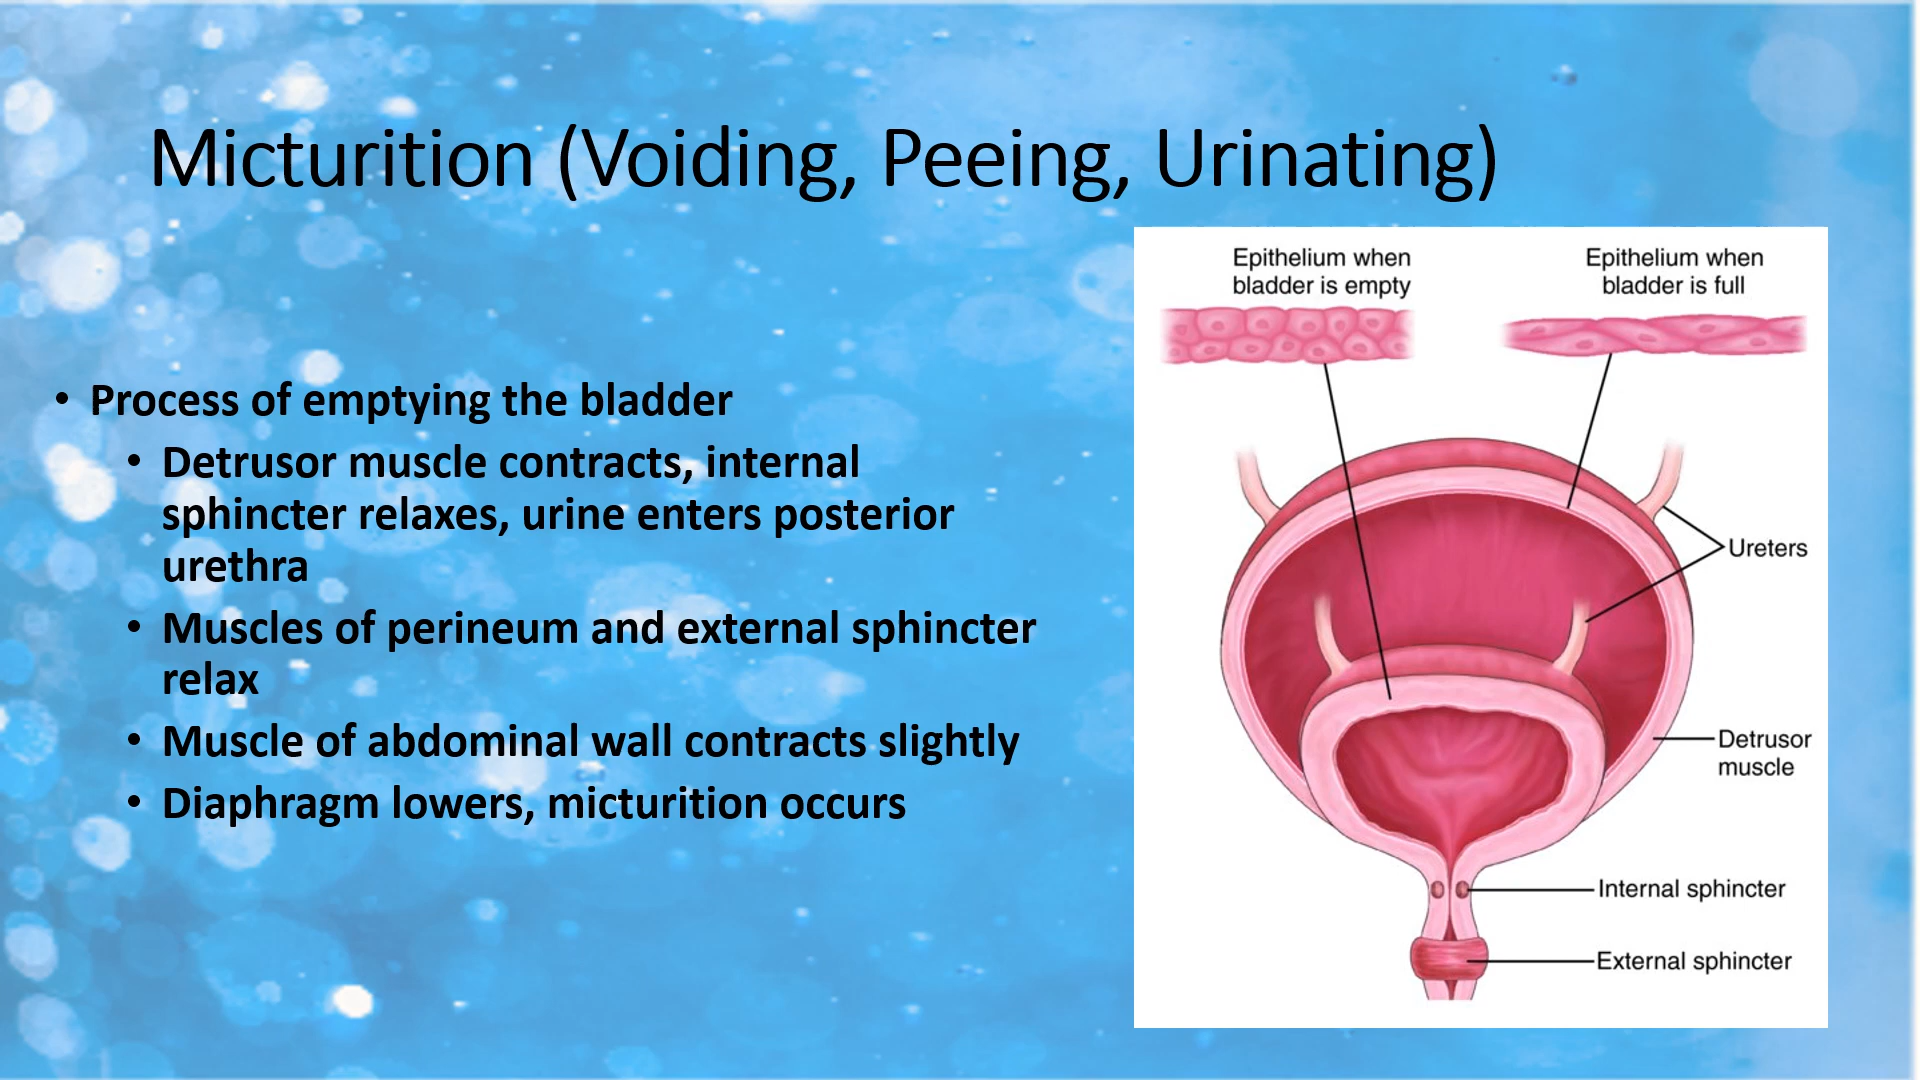 Micturition (Voiding, Peeing, Urinating)
• Process of emptying the bladder
• Detrusor muscle contracts, internal
sphincter relaxes, urine enters posterior
urethra
• Muscles of perineum and external sphincter
relax
• Muscle of abdominal wall contracts slightly
• Diaphragm lowers, micturition occurs
Epithelium when
bladder is empty
Epithelium when
bladder is full
Ureters
Detrusor
muscle
Internal sphincter
External sphincter